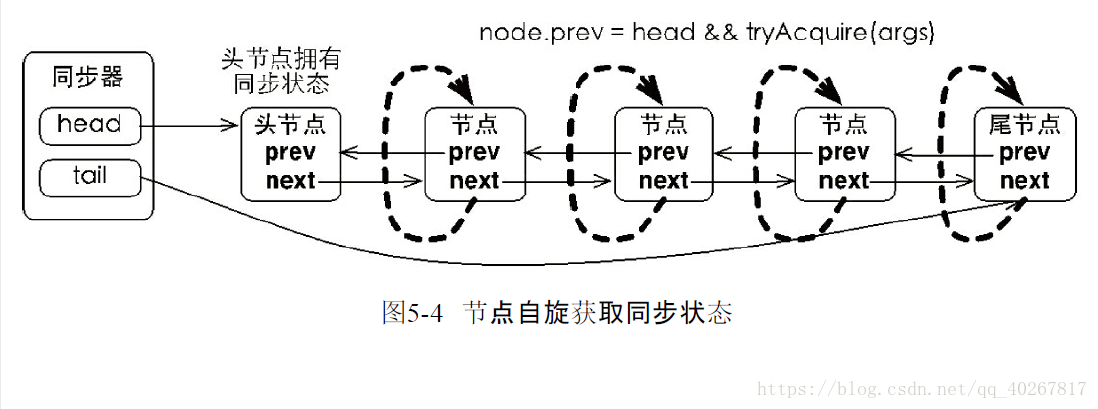 node.prev = head && tryAcquire(args)
同步器
head
tail
头节点拥有
同步状态
头节点
prev
next
节点
prev
next
节点
prev
next
节点
prev
next
尾节点
prev
next
图5-4 节点自旋获取同步状态
https://blog.csdn.net/qq_40267817